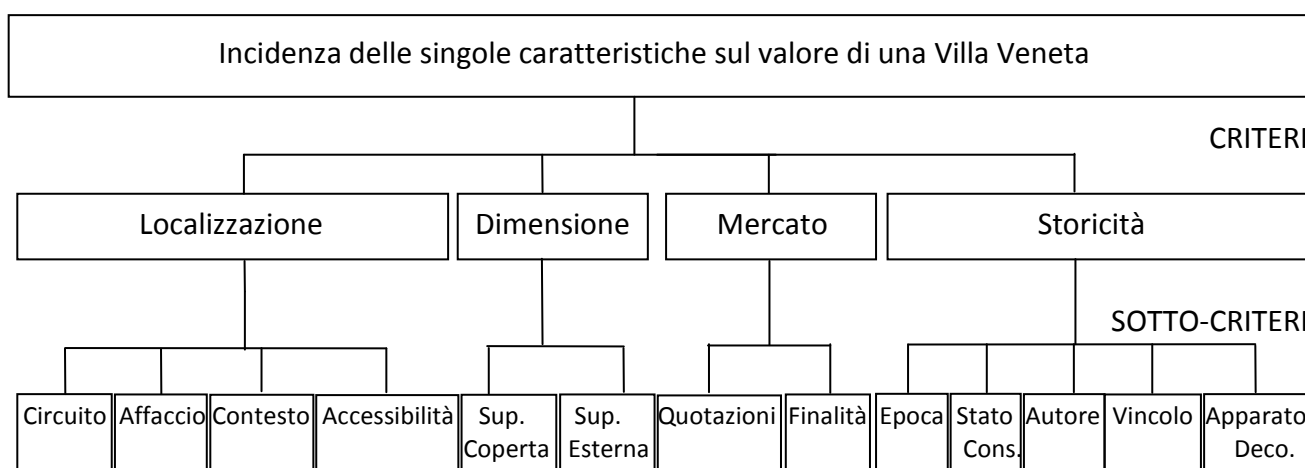 Incidenza delle singole caratteristiche sul valore di una Villa Veneta
CRITERI
Localizzazione Dimensione Mercato Storicità
SOTTO-CRITERI
Circuito Affaccio Contesto Accessibilità Sup. Sup. Quotazioni Finalità Epoca Stato Autore Vincolo Apparato
Coperta Esterna Cons. Deco.